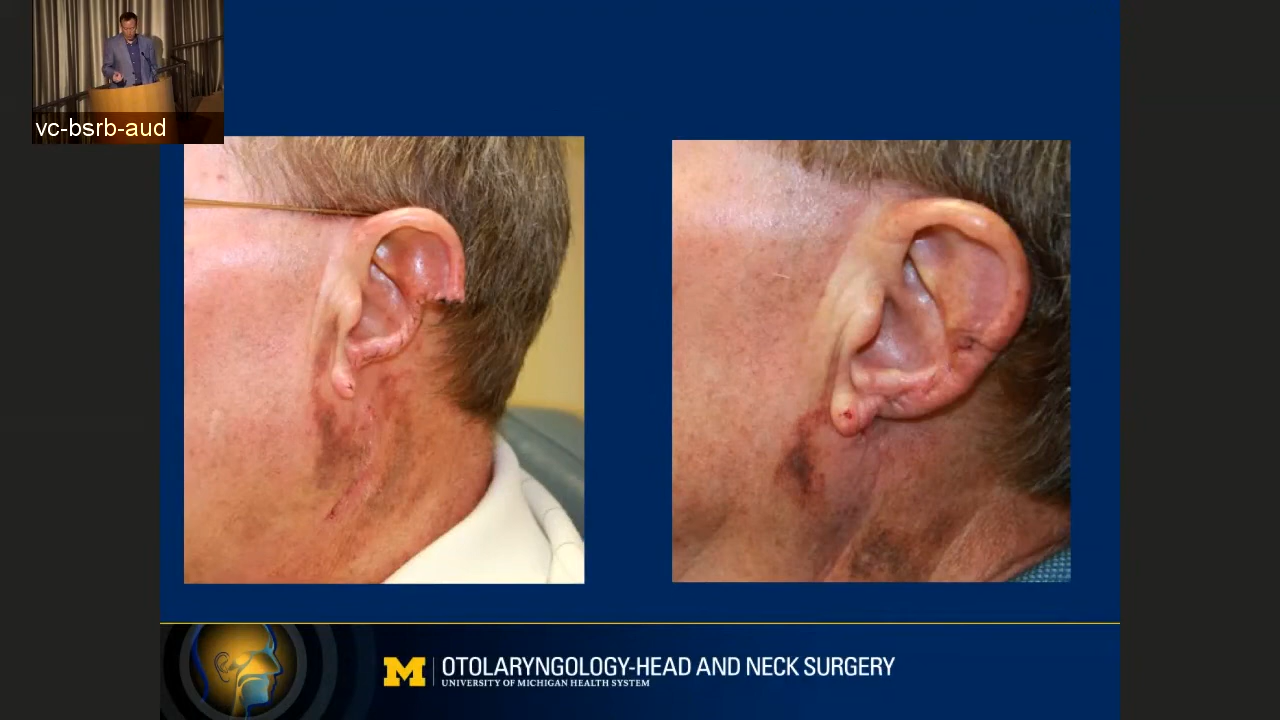 vc-bsrb-aud
M OTOLARYNGOLOGY-HEAD AND NECK SURGERY
UNIVERSITY OF MICHIGAN HEALTH SYSTEM